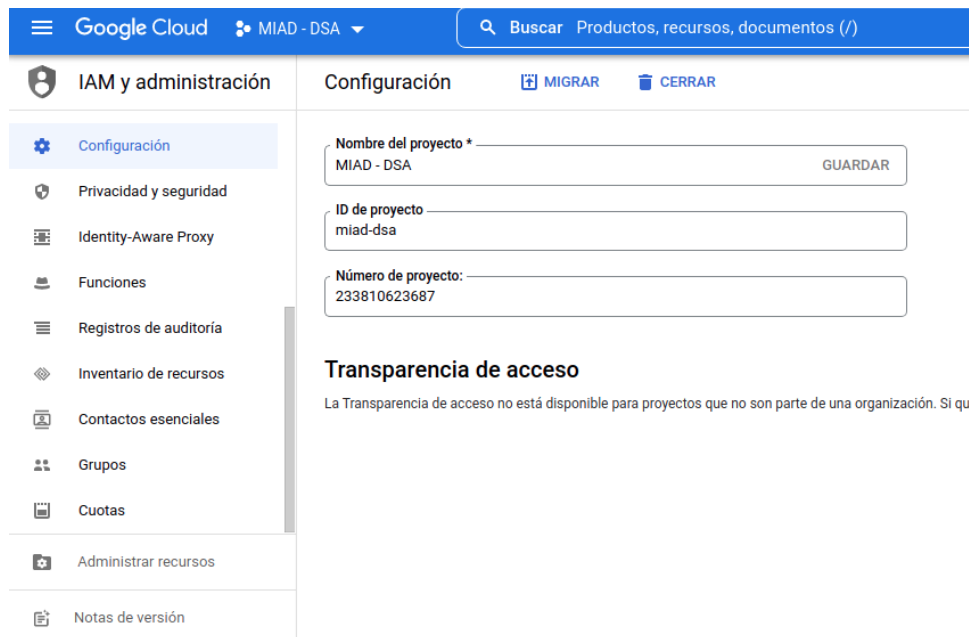 Google Cloud
MIAD - DSA
Buscar Productos, recursos, documentos (/)
IAM y administración
Configuración
Privacidad y seguridad
Identity-Aware Proxy
Funciones
Registros de auditoría
Inventario de recursos
Contactos esenciales
Grupos
Cuotas
Administrar recursos
Notas de versión
Configuración
MIGRAR
CERRAR
Nombre del proyecto *
MIAD - DSA
GUARDAR
ID de proyecto
miad-dsa
Número de proyecto:
233810623687
Transparencia de acceso
La Transparencia de acceso no está disponible para proyectos que no son parte de una organización. Si qu